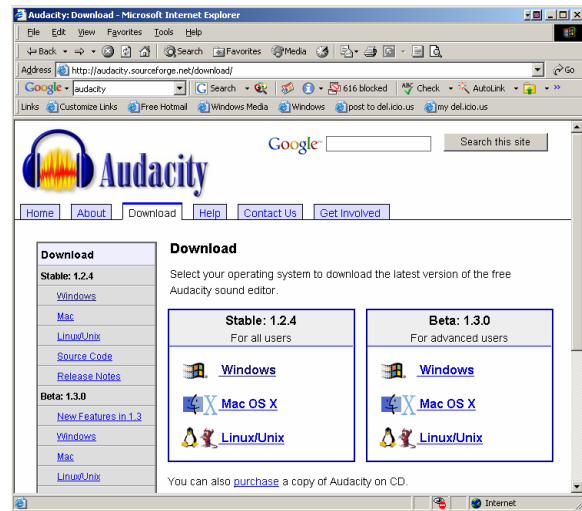 Audacity: Download - Microsoft Internet Explorer
File Edit View Favorites Tools Help
Back Search Favorites Media
Address http://audacity.sourceforge.net/download/ Go
Google audacity Search 616 blocked Check AutoLink
Links Customize Links Free Hotmail Windows Media Windows post to del.icio.us my del.icio.us
Audacity
Google Search this site
Home About Download Help Contact Us Get Involved
Download
Stable: 1.2.4
Windows
Mac
Linux/Unix
Source Code
Release Notes
Beta: 1.3.0
New Features in 1.3
Windows
Mac
Linux/Unix
Download
Select your operating system to download the latest version of the free
Audacity sound editor.
Stable: 1.2.4
For all users
Windows
Mac OS X
Linux/Unix
Beta: 1.3.0
For advanced users
Windows
Mac OS X
Linux/Unix
You can also purchase a copy of Audacity on CD.
Internet